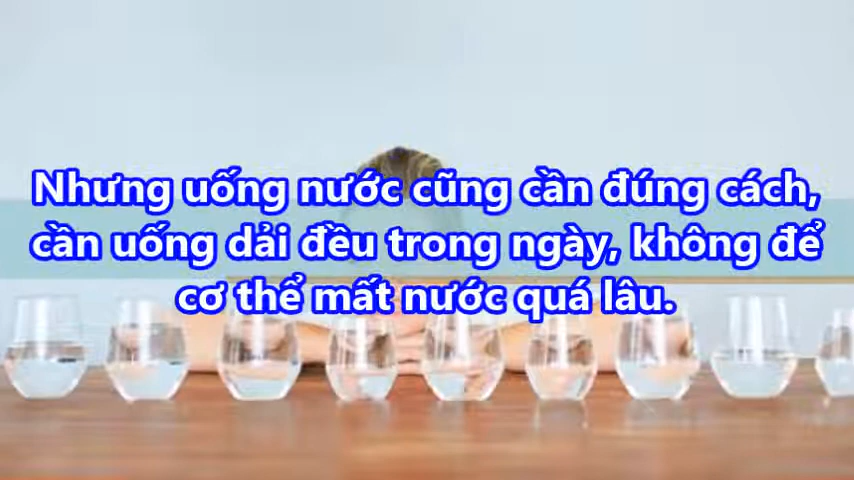 Nhưng uống nước cũng cần đúng cách,
cần uống dải đều trong ngày, không để
cơ thể mất nước quá lâu.